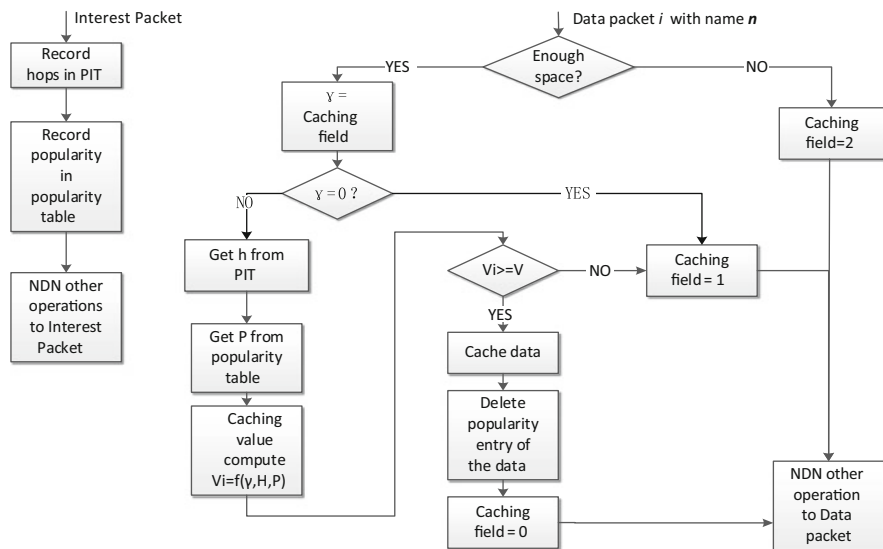 Interest Packet
Record
hops in PIT
Record
popularity
in
popularity
table
NDN other
operations
to Interest
Packet
Data packet i with name n
Enough
space?
YES
NO
γ =
Caching
field
Caching
field=2
γ=0 ?
NO
YES
Get h from
PIT
Vi>=V
NO
Caching
field = 1
YES
Get P from
popularity
table
Cache data
Caching
value
compute
Vi=f(γ,H,P)
Delete
popularity
entry of
the data
Caching
field = 0
NDN other
operation
to Data
packet